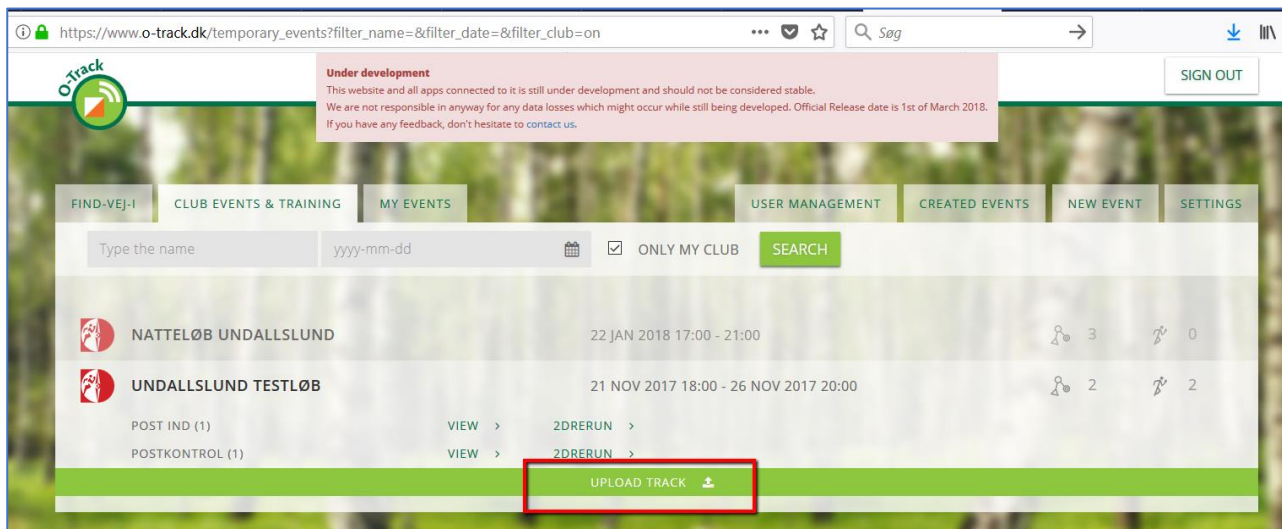 https://www.o-track.dk/temporary_events?filter_name=&filter_date=&filter_club=on
Søg
O-Track
Under development
This website and all apps connected to it is still under development and should not be considered stable.
We are not responsible in anyway for any data losses which might occur while still being developed. Official Release date is 1st of March 2018.
If you have any feedback, don't hesitate to contact us.
SIGN OUT
FIND-VEJ-I CLUB EVENTS & TRAINING MY EVENTS USER MANAGEMENT CREATED EVENTS NEW EVENT SETTINGS
Type the name yyyy-mm-dd ONLY MY CLUB SEARCH
NATTELØB UNDALLSLUND 22 JAN 2018 17:00 - 21:00 3 0
UNDALLSLUND TESTLØB 21 NOV 2017 18:00 - 26 NOV 2017 20:00 2 2
POST IND (1) VIEW > 2DRERUN >
POSTKONTROL (1) VIEW > 2DRERUN >
UPLOAD TRACK